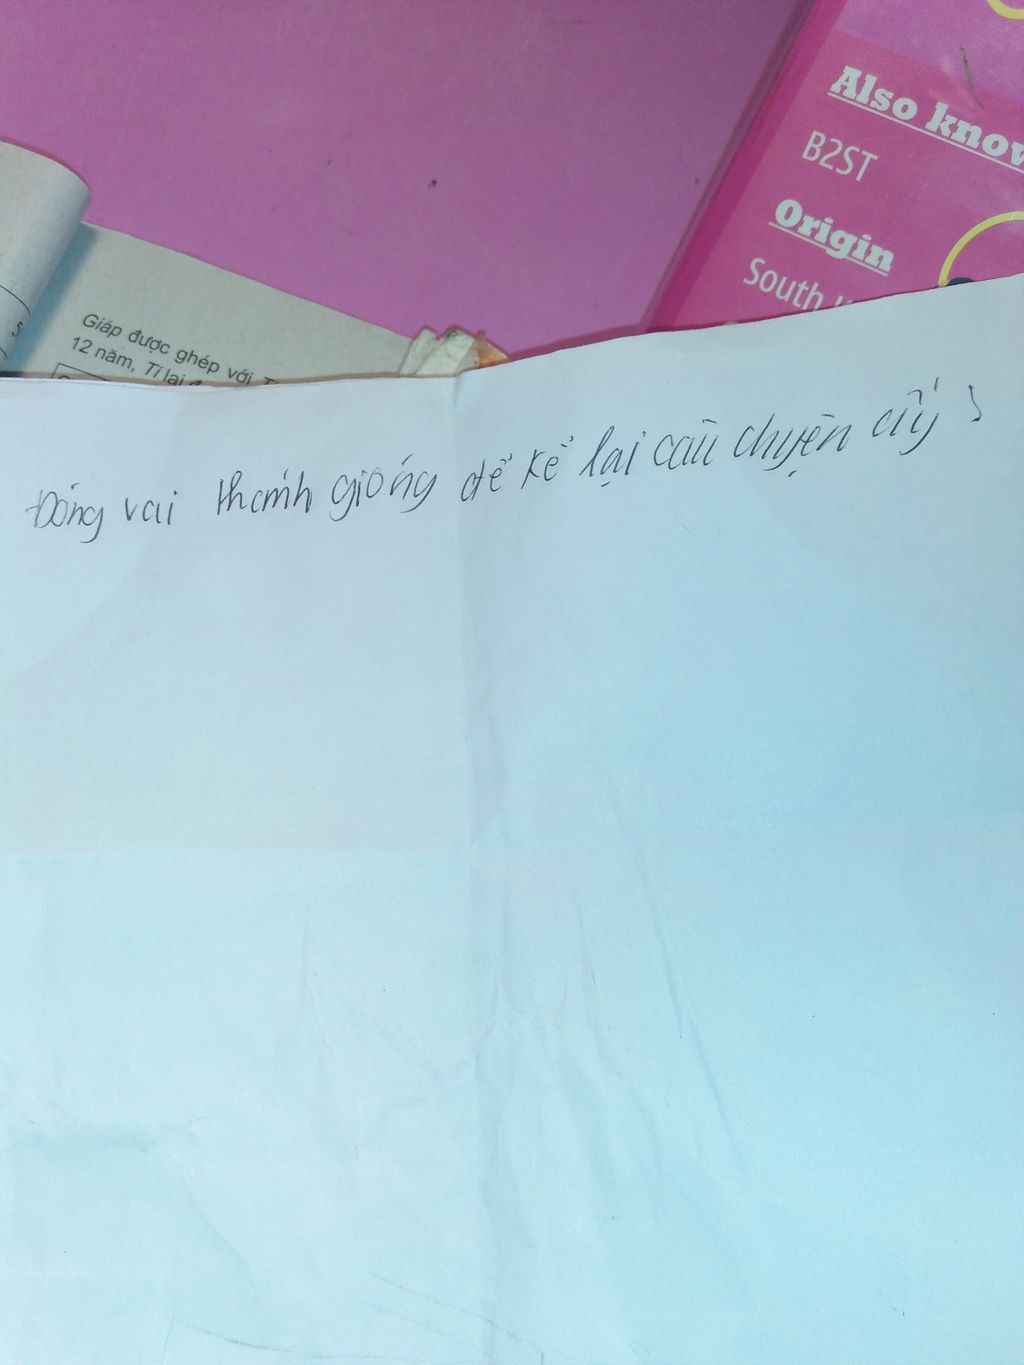 Also know
B2ST
Origin
South
Giáp được ghép với
12 năm, Tí lại đ
Đóng vai thánh gióng để kể lại câu chuyện ấy